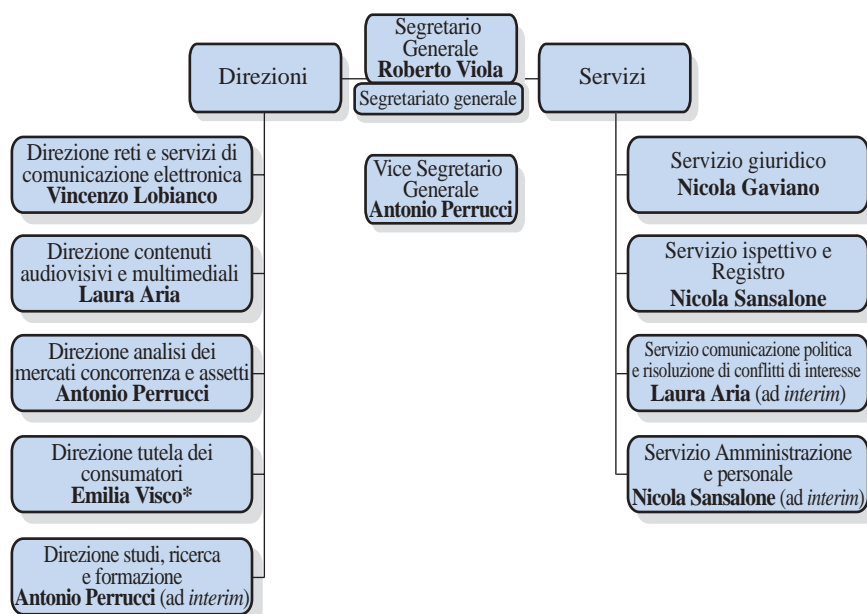 Direzioni
Segretario
Generale
Roberto Viola
Segretariato generale
Servizi
Vice Segretario
Generale
Antonio Perrucci
Direzione reti e servizi di
comunicazione elettronica
Vincenzo Lobianco
Direzione contenuti
audiovisivi e multimediali
Laura Aria
Direzione analisi dei
mercati concorrenza e assetti
Antonio Perrucci
Direzione tutela dei
consumatori
Emilia Visco*
Direzione studi, ricerca
e formazione
Antonio Perrucci (ad interim)
Servizio giuridico
Nicola Gaviano
Servizio ispettivo e
Registro
Nicola Sansalone
Servizio comunicazione politica
e risoluzione di conflitti di interesse
Laura Aria (ad interim)
Servizio Amministrazione
e personale
Nicola Sansalone (ad interim)